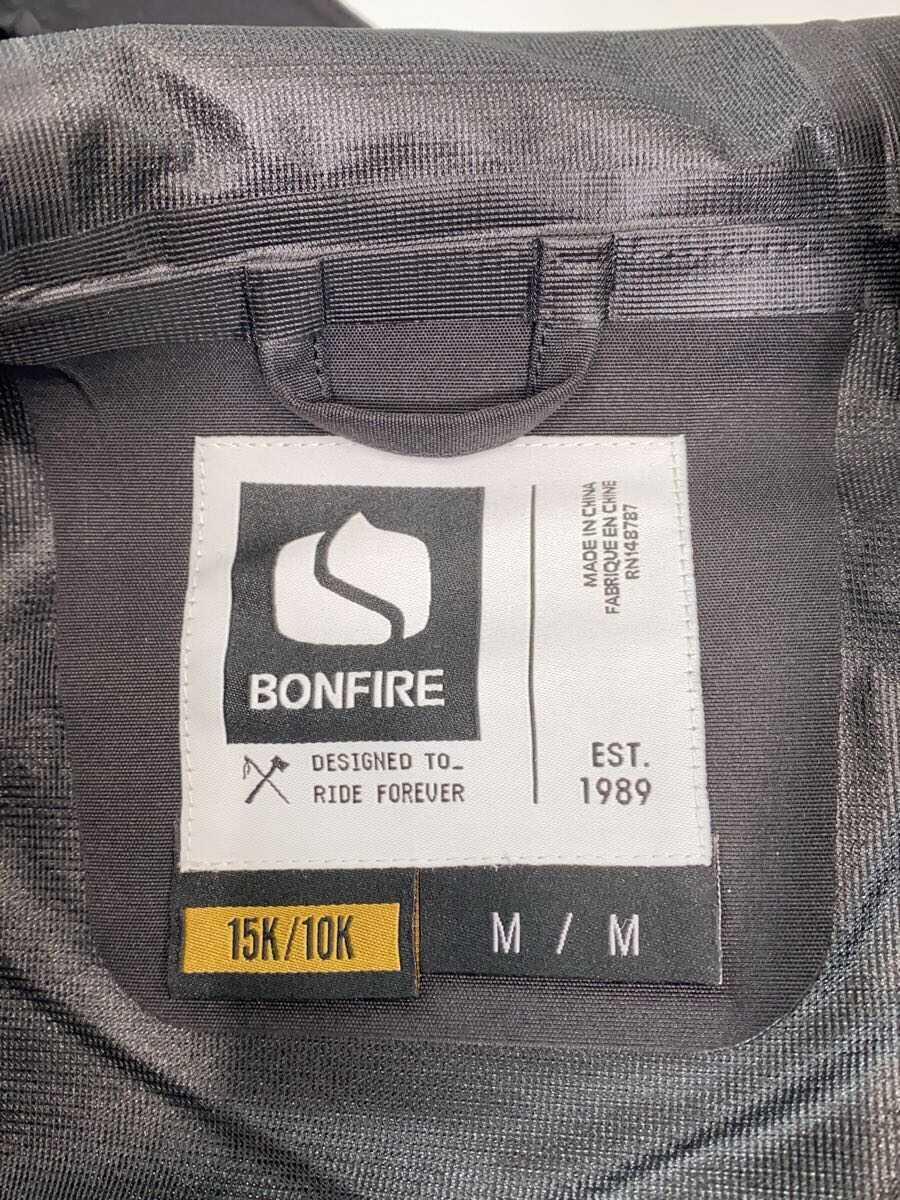 BONFIRE
DESIGNED TO_
RIDE FOREVER
MADE IN CHINA
FABRIQUE EN CHINE
RN148787
EST.
1989
15K/10K
M / M